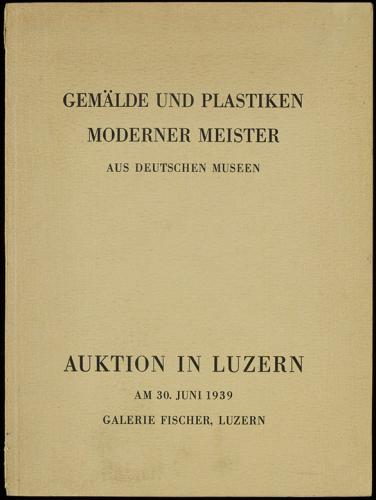 GEMÄLDE UND PLASTIKEN
MODERNER MEISTER
AUS DEUTSCHEN MUSEEN
AUKTION IN LUZERN
AM 30. JUNI 1939
GALERIE FISCHER, LUZERN